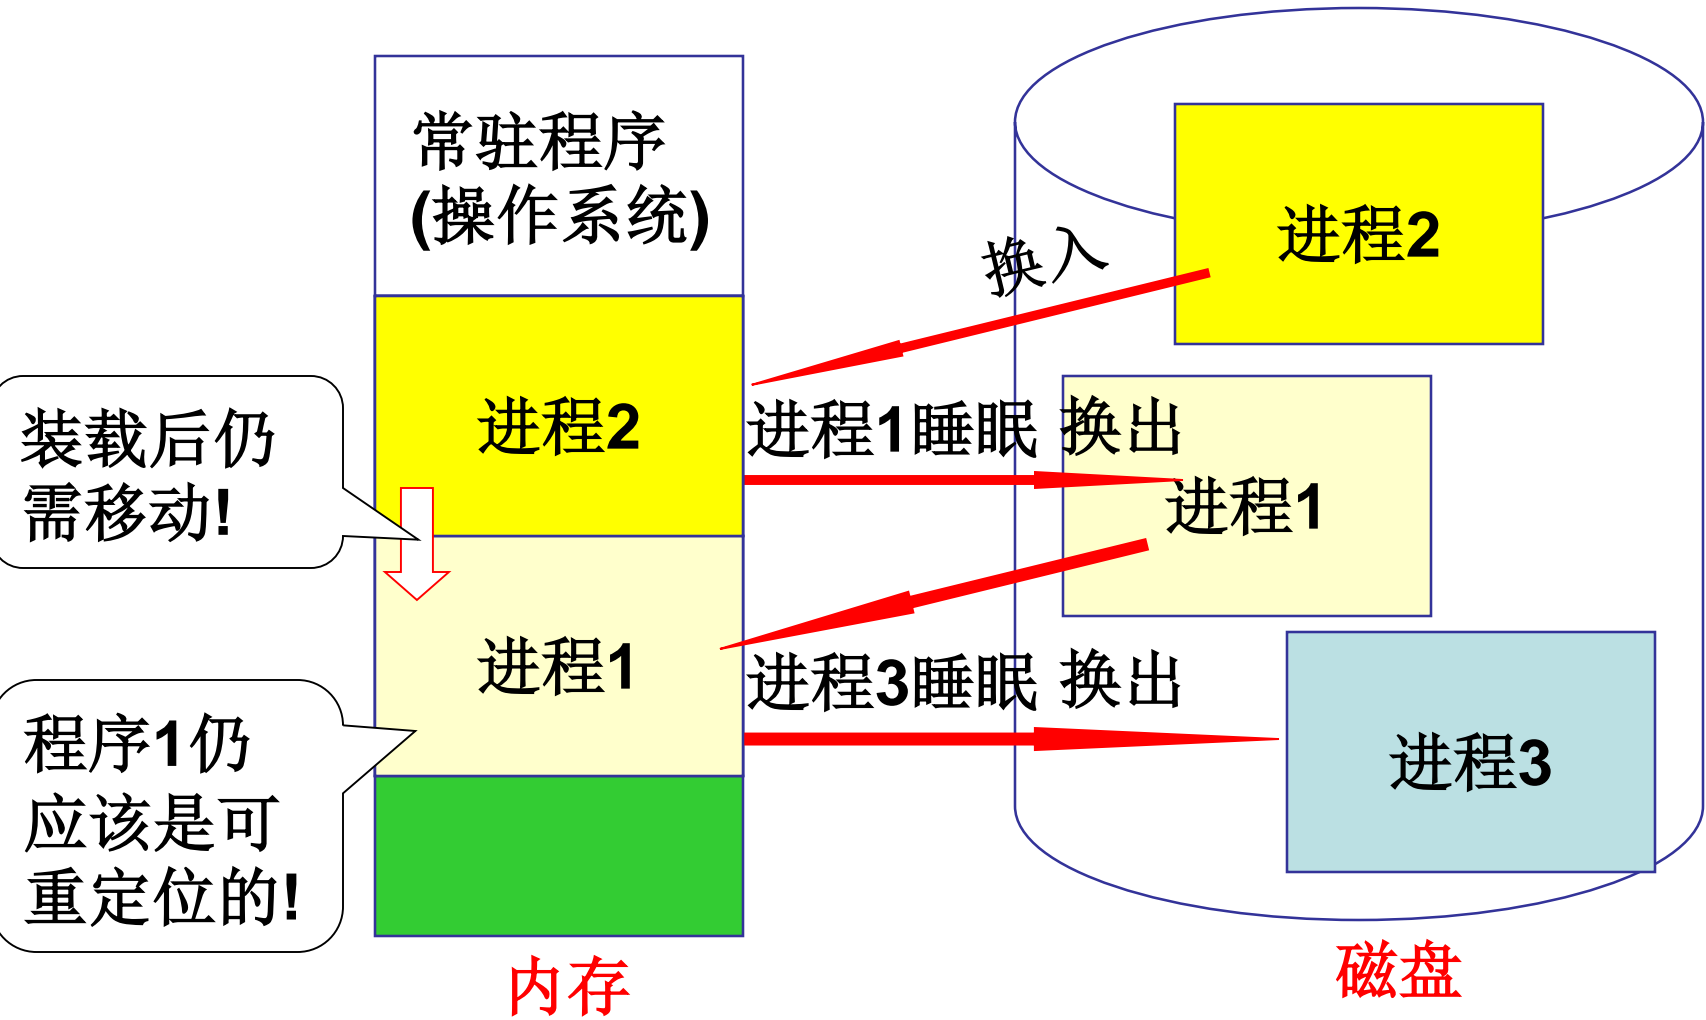 常驻程序
(操作系统)
进程2
换入
进程2
装载后仍
需移动!
进程1睡眠 换出
进程1
进程1
进程3睡眠 换出
程序1仍
应该是可
重定位的!
进程3
内存
磁盘